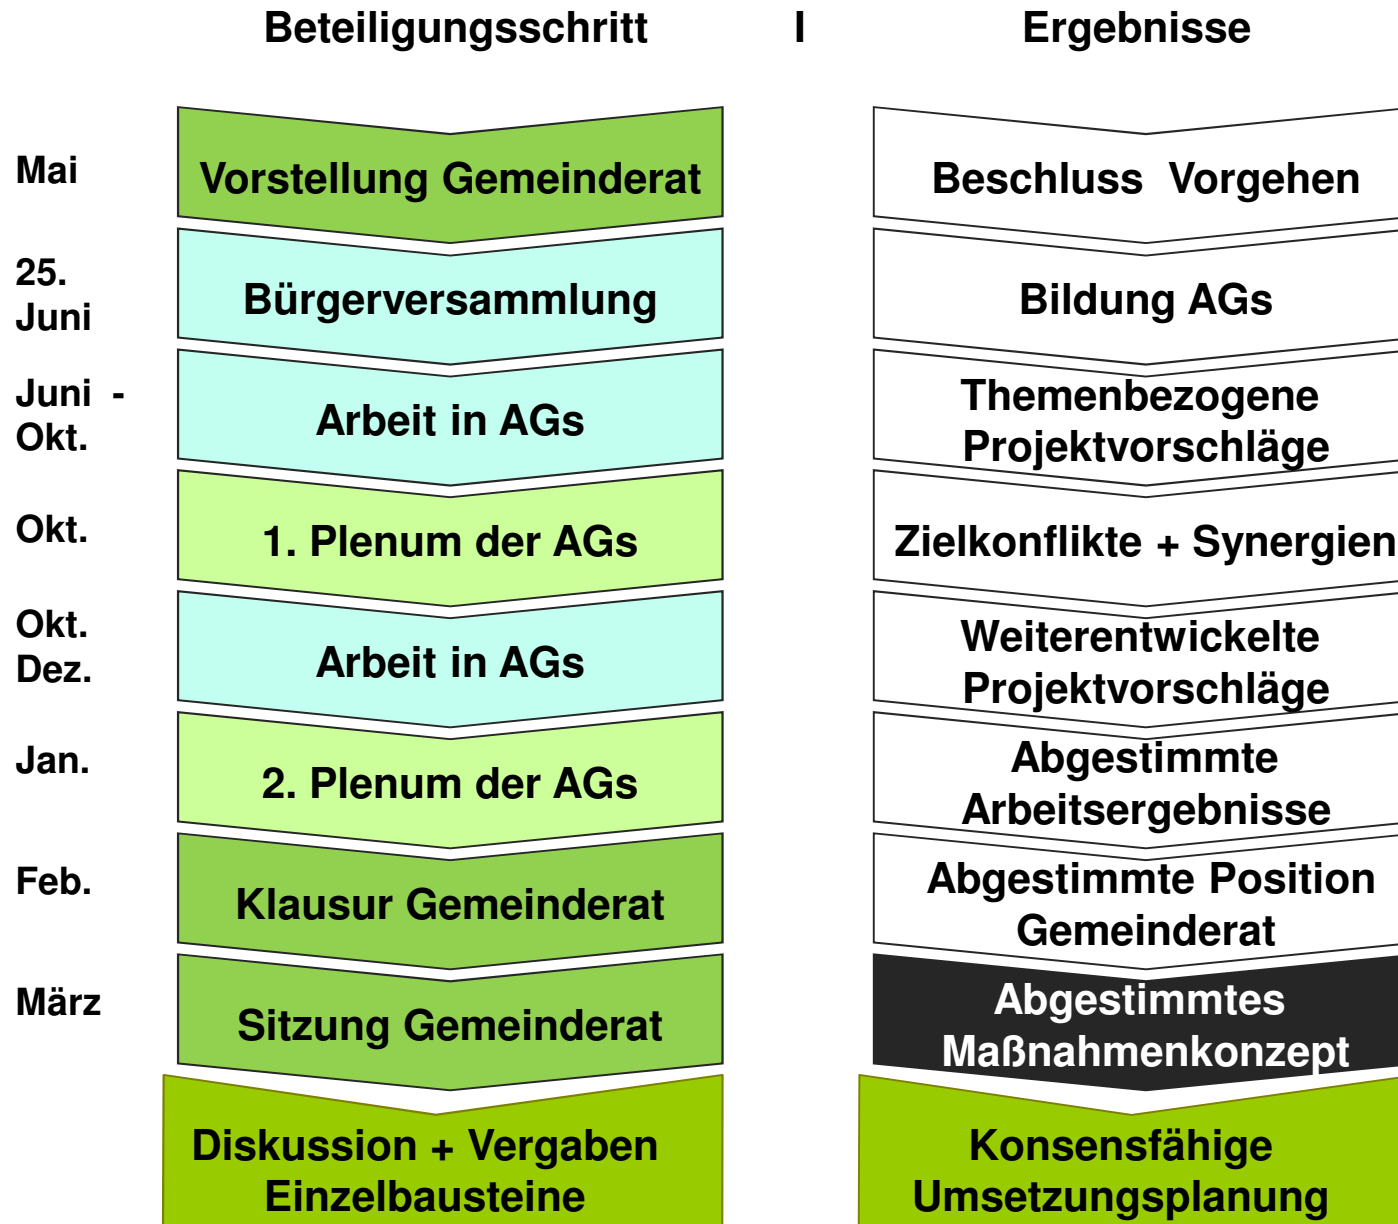 Beteiligungsschritt I Ergebnisse
Mai Vorstellung Gemeinderat Beschluss Vorgehen
25.
Juni
Bürgerversammlung Bildung AGs
Juni -
Okt.
Arbeit in AGs
Themenbezogene
Projektvorschläge
Okt. 1. Plenum der AGs Zielkonflikte + Synergien
Okt.
Dez.
Arbeit in AGs
Weiterentwickelte
Projektvorschläge
Jan. 2. Plenum der AGs
Abgestimmte
Arbeitsergebnisse
Feb. Klausur Gemeinderat
Abgestimmte Position
Gemeinderat
März Sitzung Gemeinderat
Abgestimmtes
Maßnahmenkonzept
Diskussion + Vergaben
Einzelbausteine
Konsensfähige
Umsetzungsplanung